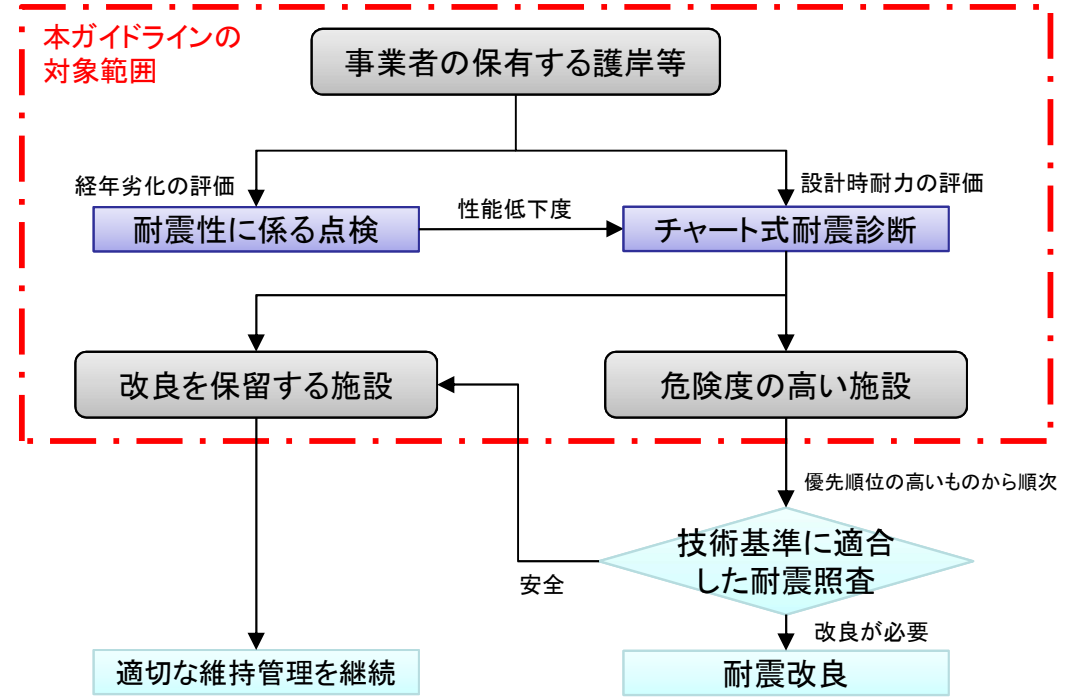 本ガイドラインの
対象範囲
事業者の保有する護岸等
経年劣化の評価
設計時耐力の評価
耐震性に係る点検
性能低下度
チャート式耐震診断
改良を保留する施設
危険度の高い施設
優先順位の高いものから順次
技術基準に適合
した耐震照査
安全
改良が必要
適切な維持管理を継続
耐震改良